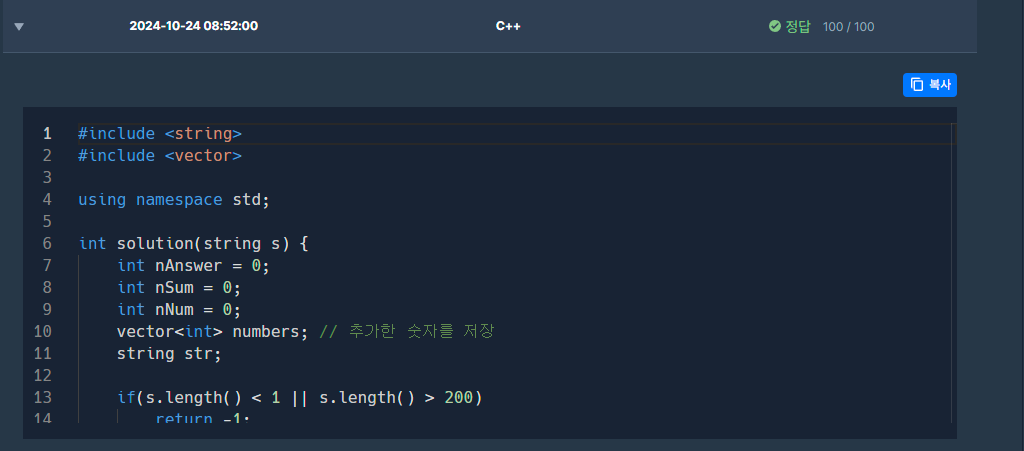 ▼ 2024-10-24 08:52:00 C++ 정답 100 / 100
복사
1 #include <string>
2 #include <vector>
3
4 using namespace std;
5
6 int solution(string s) {
7     int nAnswer = 0;
8     int nSum = 0;
9     int nNum = 0;
10     vector<int> numbers; // 추가한 숫자를 저장
11     string str;
12
13     if(s.length() < 1 || s.length() > 200)
14         return -1;